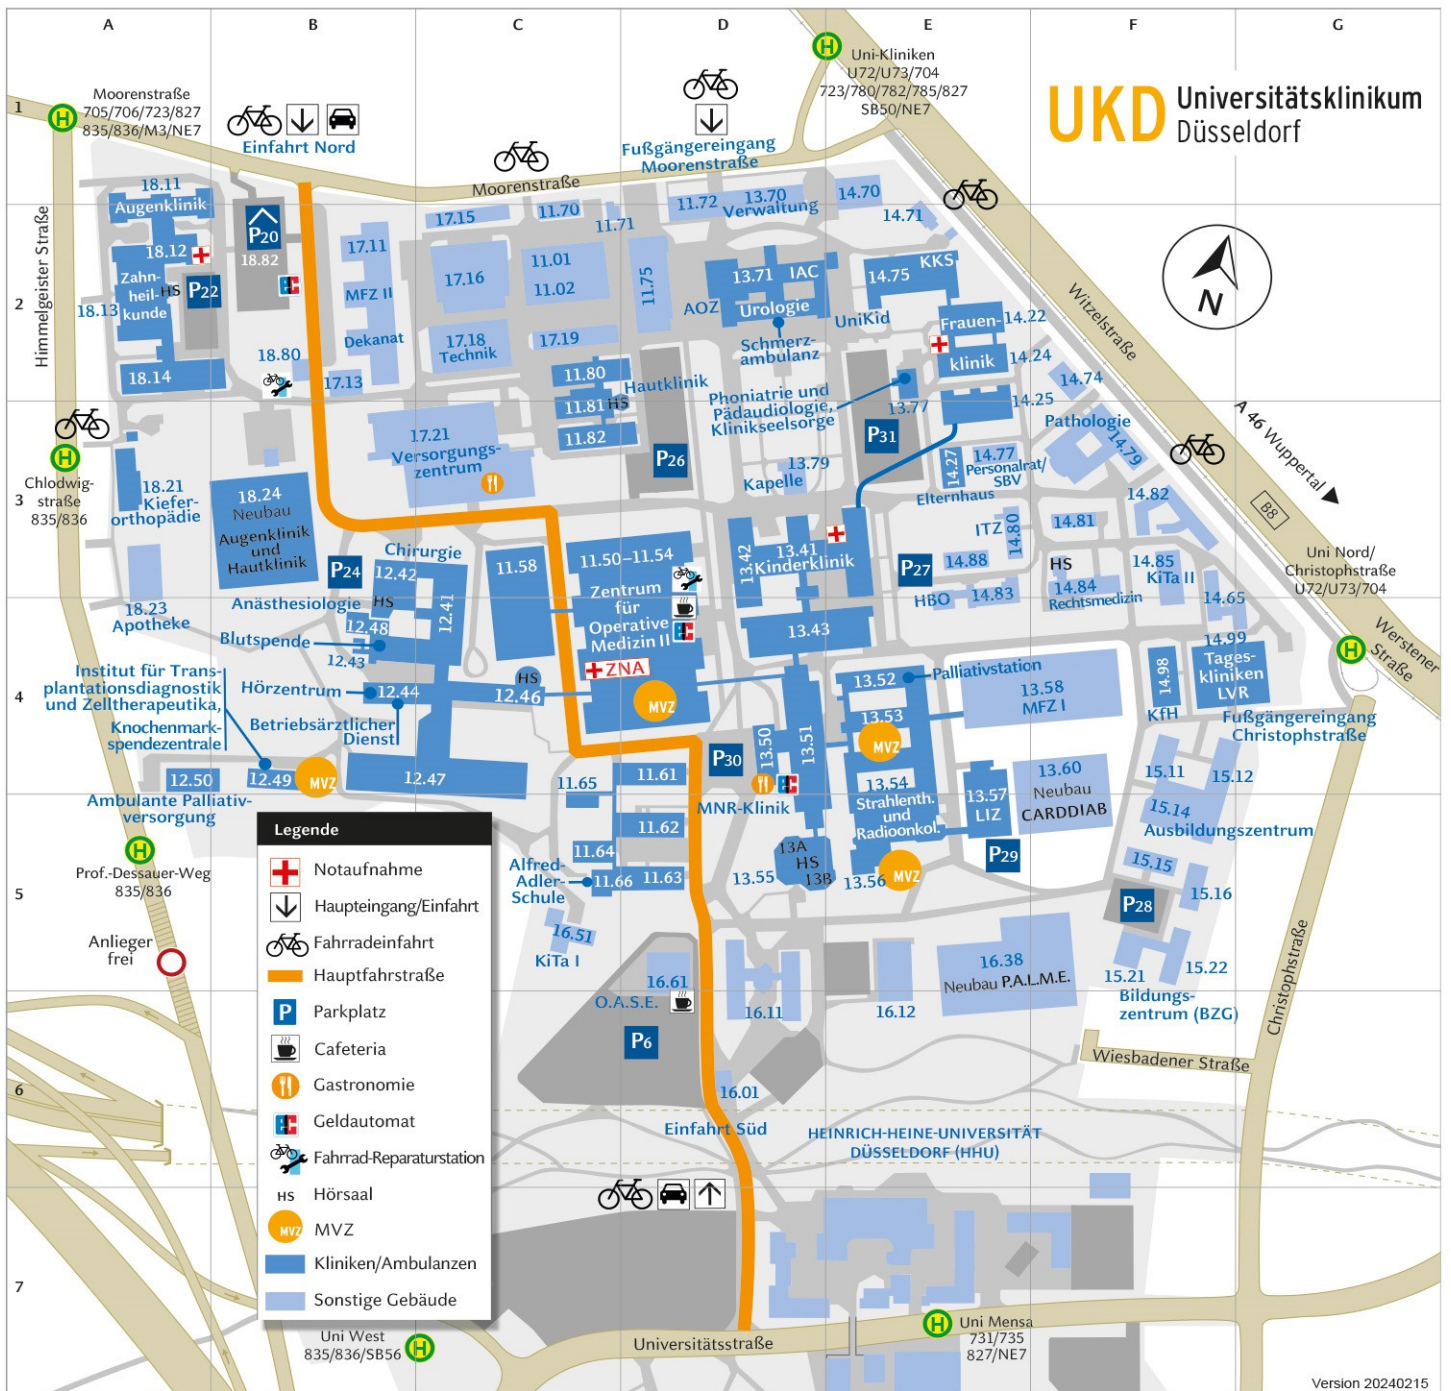 A
B
C
D
E
F
G
1
2
3
4
5
6
7
UKD Universitätsklinikum
Düsseldorf
N
Moorenstraße
705/706/723/827
835/836/M3/NE7
Einfahrt Nord
Moorenstraße
Fußgängereingang
Moorenstraße
Uni-Kliniken
U72/U73/704
723/780/782/785/827
SB50/NE7
Himmelgeister Straße
18.11
Augenklinik
18.12
Zahn-
heil-
kunde
HS
P22
18.13
18.14
P20
18.82
18.80
17.11
MFZ II
Dekanat
17.13
17.15
17.16
17.18
Technik
11.70
11.71
11.01
11.02
17.19
11.75
11.72
13.70
Verwaltung
14.70
14.71
13.71
IAC
AOZ
Urologie
Schmerz-
ambulanz
UniKid
14.75
KKS
Frauen-
klinik
14.22
14.24
14.25
14.74
Witzelstraße
A 46 Wuppertal
B8
11.80
11.81
HS
11.82
Hautklinik
P26
Phoniatrie und
Pädaudiologie,
Klinikseelsorge
13.77
P31
13.79
Kapelle
Pathologie
14.79
14.27
14.77
Personalrat/
SBV
Elternhaus
14.82
ITZ
14.80
14.81
Chlodwig-
straße
835/836
18.21
Kiefer-
orthopädie
18.24
Neubau
Augenklinik
und
Hautklinik
17.21
Versorgungs-
zentrum
P24
Chirurgie
12.42
Anästhesiologie
HS
12.41
12.48
Blutspende
12.43
11.58
11.50–11.54
Zentrum
für
Operative
Medizin II
ZNA
MVZ
13.42
13.41
Kinderklinik
13.43
P27
14.88
HBO
14.83
HS
14.84
Rechtsmedizin
14.85
KiTa II
14.65
Uni Nord/
Christophstraße
U72/U73/704
Werstener
Straße
18.23
Apotheke
Institut für Trans-
plantationsdiagnostik
und Zelltherapeutika,
Knochenmark-
spendezentrale
Hörzentrum
12.44
Betriebsärztlicher
Dienst
HS
12.46
12.47
12.50
12.49
MVZ
Ambulante Palliativ-
versorgung
13.52
Palliativstation
13.53
MVZ
13.58
MFZ I
14.98
KfH
14.99
Tages-
kliniken
LVR
Fußgängereingang
Christophstraße
P30
13.50
13.51
MNR-Klinik
13.54
Strahlenth.
und
Radioonkol.
13.57
LIZ
13.60
Neubau
CARDDIAB
15.11
15.12
15.14
Ausbildungszentrum
15.15
15.16
P28
P29
11.61
11.65
11.62
11.64
11.66
11.63
Alfred-
Adler-
Schule
13A
HS
13B
13.55
13.56
MVZ
Prof.-Dessauer-Weg
835/836
Anlieger
frei
16.51
KiTa I
16.61
O.A.S.E.
P6
16.11
16.12
16.38
Neubau P.A.L.M.E.
15.21
15.22
Bildungs-
zentrum (BZG)
Christophstraße
Wiesbadener Straße
16.01
Einfahrt Süd
HEINRICH-HEINE-UNIVERSITÄT
DÜSSELDORF (HHU)
Legende
Notaufnahme
Haupteingang/Einfahrt
Fahrradeinfahrt
Hauptfahrstraße
P Parkplatz
Cafeteria
Gastronomie
Geldautomat
Fahrrad-Reparaturstation
HS Hörsaal
MVZ MVZ
Kliniken/Ambulanzen
Sonstige Gebäude
Uni West
835/836/SB56
Universitätsstraße
Uni Mensa
731/735
827/NE7
Version 20240215